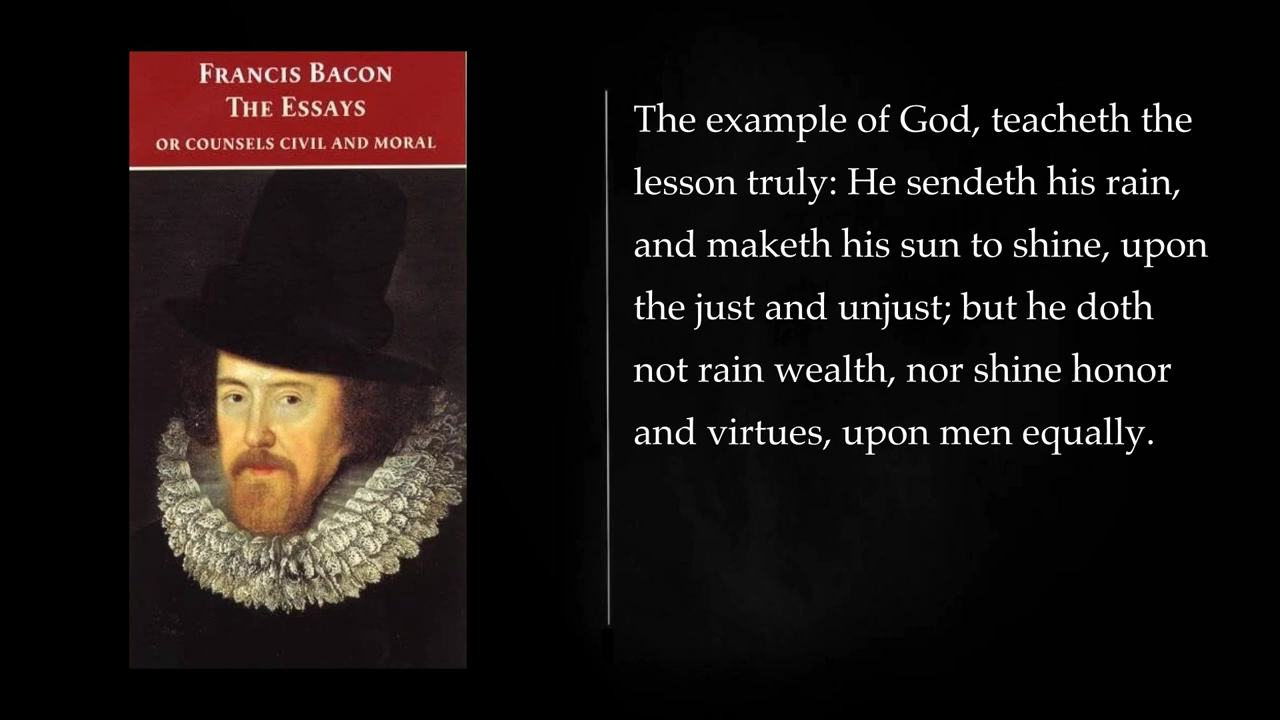 FRANCIS BACON
THE ESSAYS
OR COUNSELS CIVIL AND MORAL
The example of God, teacheth the
lesson truly: He sendeth his rain,
and maketh his sun to shine, upon
the just and unjust; but he doth
not rain wealth, nor shine honor
and virtues, upon men equally.